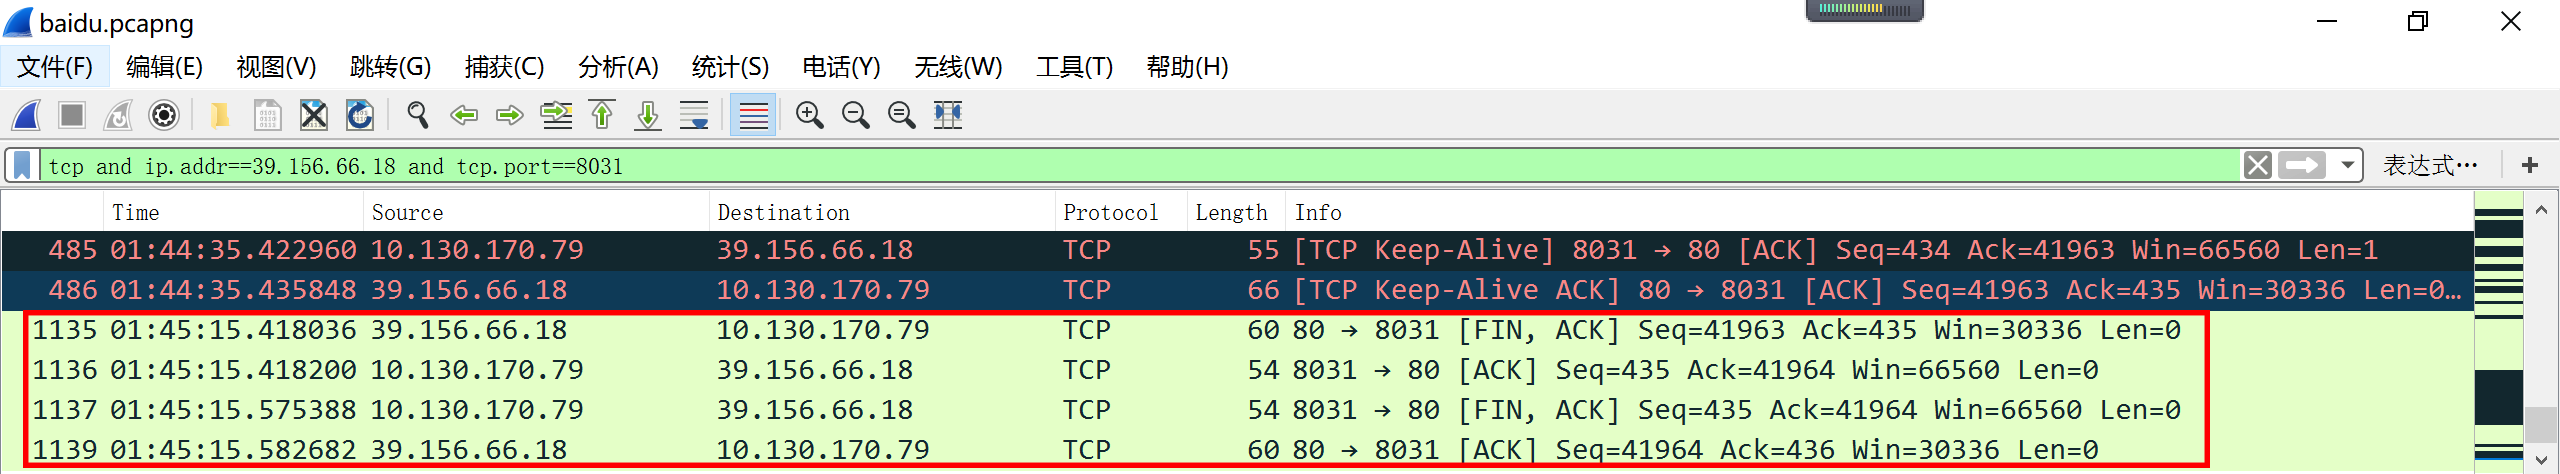 baidu.pcapng
文件(F) 编辑(E) 视图(V) 跳转(G) 捕获(C) 分析(A) 统计(S) 电话(Y) 无线(W) 工具(T) 帮助(H)
tcp and ip.addr==39.156.66.18 and tcp.port==8031 表达式… +
Time Source Destination Protocol Length Info
485 01:44:35.422960 10.130.170.79 39.156.66.18 TCP 55 [TCP Keep-Alive] 8031 → 80 [ACK] Seq=434 Ack=41963 Win=66560 Len=1
486 01:44:35.435848 39.156.66.18 10.130.170.79 TCP 66 [TCP Keep-Alive ACK] 80 → 8031 [ACK] Seq=41963 Ack=435 Win=30336 Len=0…
1135 01:45:15.418036 39.156.66.18 10.130.170.79 TCP 60 80 → 8031 [FIN, ACK] Seq=41963 Ack=435 Win=30336 Len=0
1136 01:45:15.418200 10.130.170.79 39.156.66.18 TCP 54 8031 → 80 [ACK] Seq=435 Ack=41964 Win=66560 Len=0
1137 01:45:15.575388 10.130.170.79 39.156.66.18 TCP 54 8031 → 80 [FIN, ACK] Seq=435 Ack=41964 Win=66560 Len=0
1139 01:45:15.582682 39.156.66.18 10.130.170.79 TCP 60 80 → 8031 [ACK] Seq=41964 Ack=436 Win=30336 Len=0